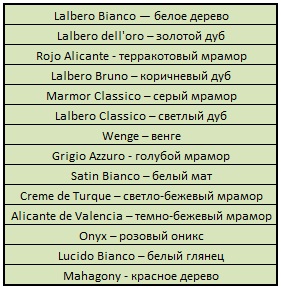 Lalbero Bianco — белое дерево
Lalbero dell'oro – золотой дуб
Rojo Alicante - терракотовый мрамор
Lalbero Bruno – коричневый дуб
Marmor Classico – серый мрамор
Lalbero Classico – светлый дуб
Wenge – венге
Grigio Azzuro - голубой мрамор
Satin Bianco – белый мат
Creme de Turque – светло-бежевый мрамор
Alicante de Valencia – темно-бежевый мрамор
Onyx – розовый оникс
Lucido Bianco – белый глянец
Mahagony - красное дерево